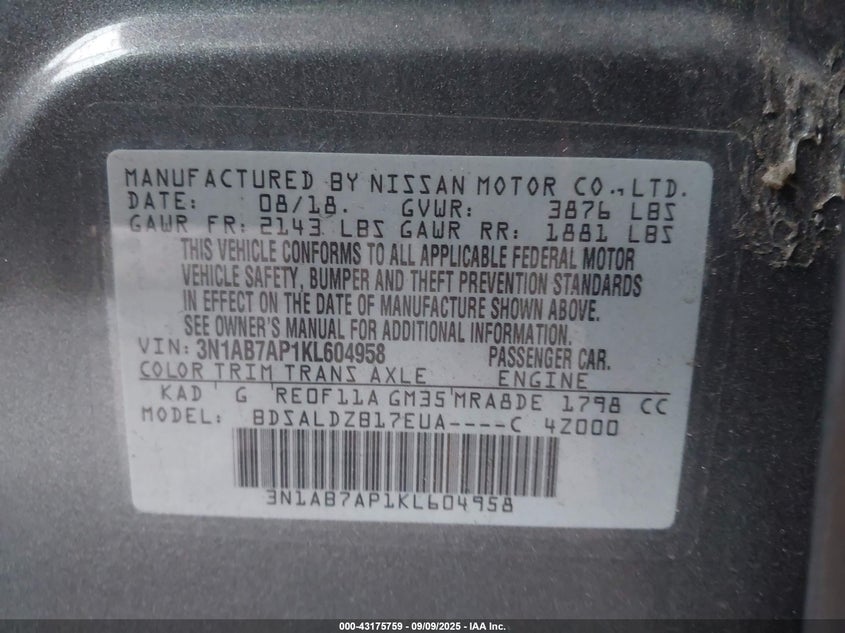 MANUFACTURED BY NISSAN MOTOR CO., LTD.
DATE: 08/18. GVWR: 3876 LBS
GAWR FR: 2143 LBS GAWR RR: 1881 LBS
THIS VEHICLE CONFORMS TO ALL APPLICABLE FEDERAL MOTOR
VEHICLE SAFETY, BUMPER AND THEFT PREVENTION STANDARDS
IN EFFECT ON THE DATE OF MANUFACTURE SHOWN ABOVE.
SEE OWNER'S MANUAL FOR ADDITIONAL INFORMATION.
VIN: 3N1AB7AP1KL604958 PASSENGER CAR.
COLOR TRIM TRANS AXLE ENGINE
KAD G RE0F11A GM35 MRA8DE 1798 CC
MODEL: BDSALDZB17EUA----C 4Z000
3N1AB7AP1KL604958
000-43175759 - 09/09/2025 - IAA Inc.